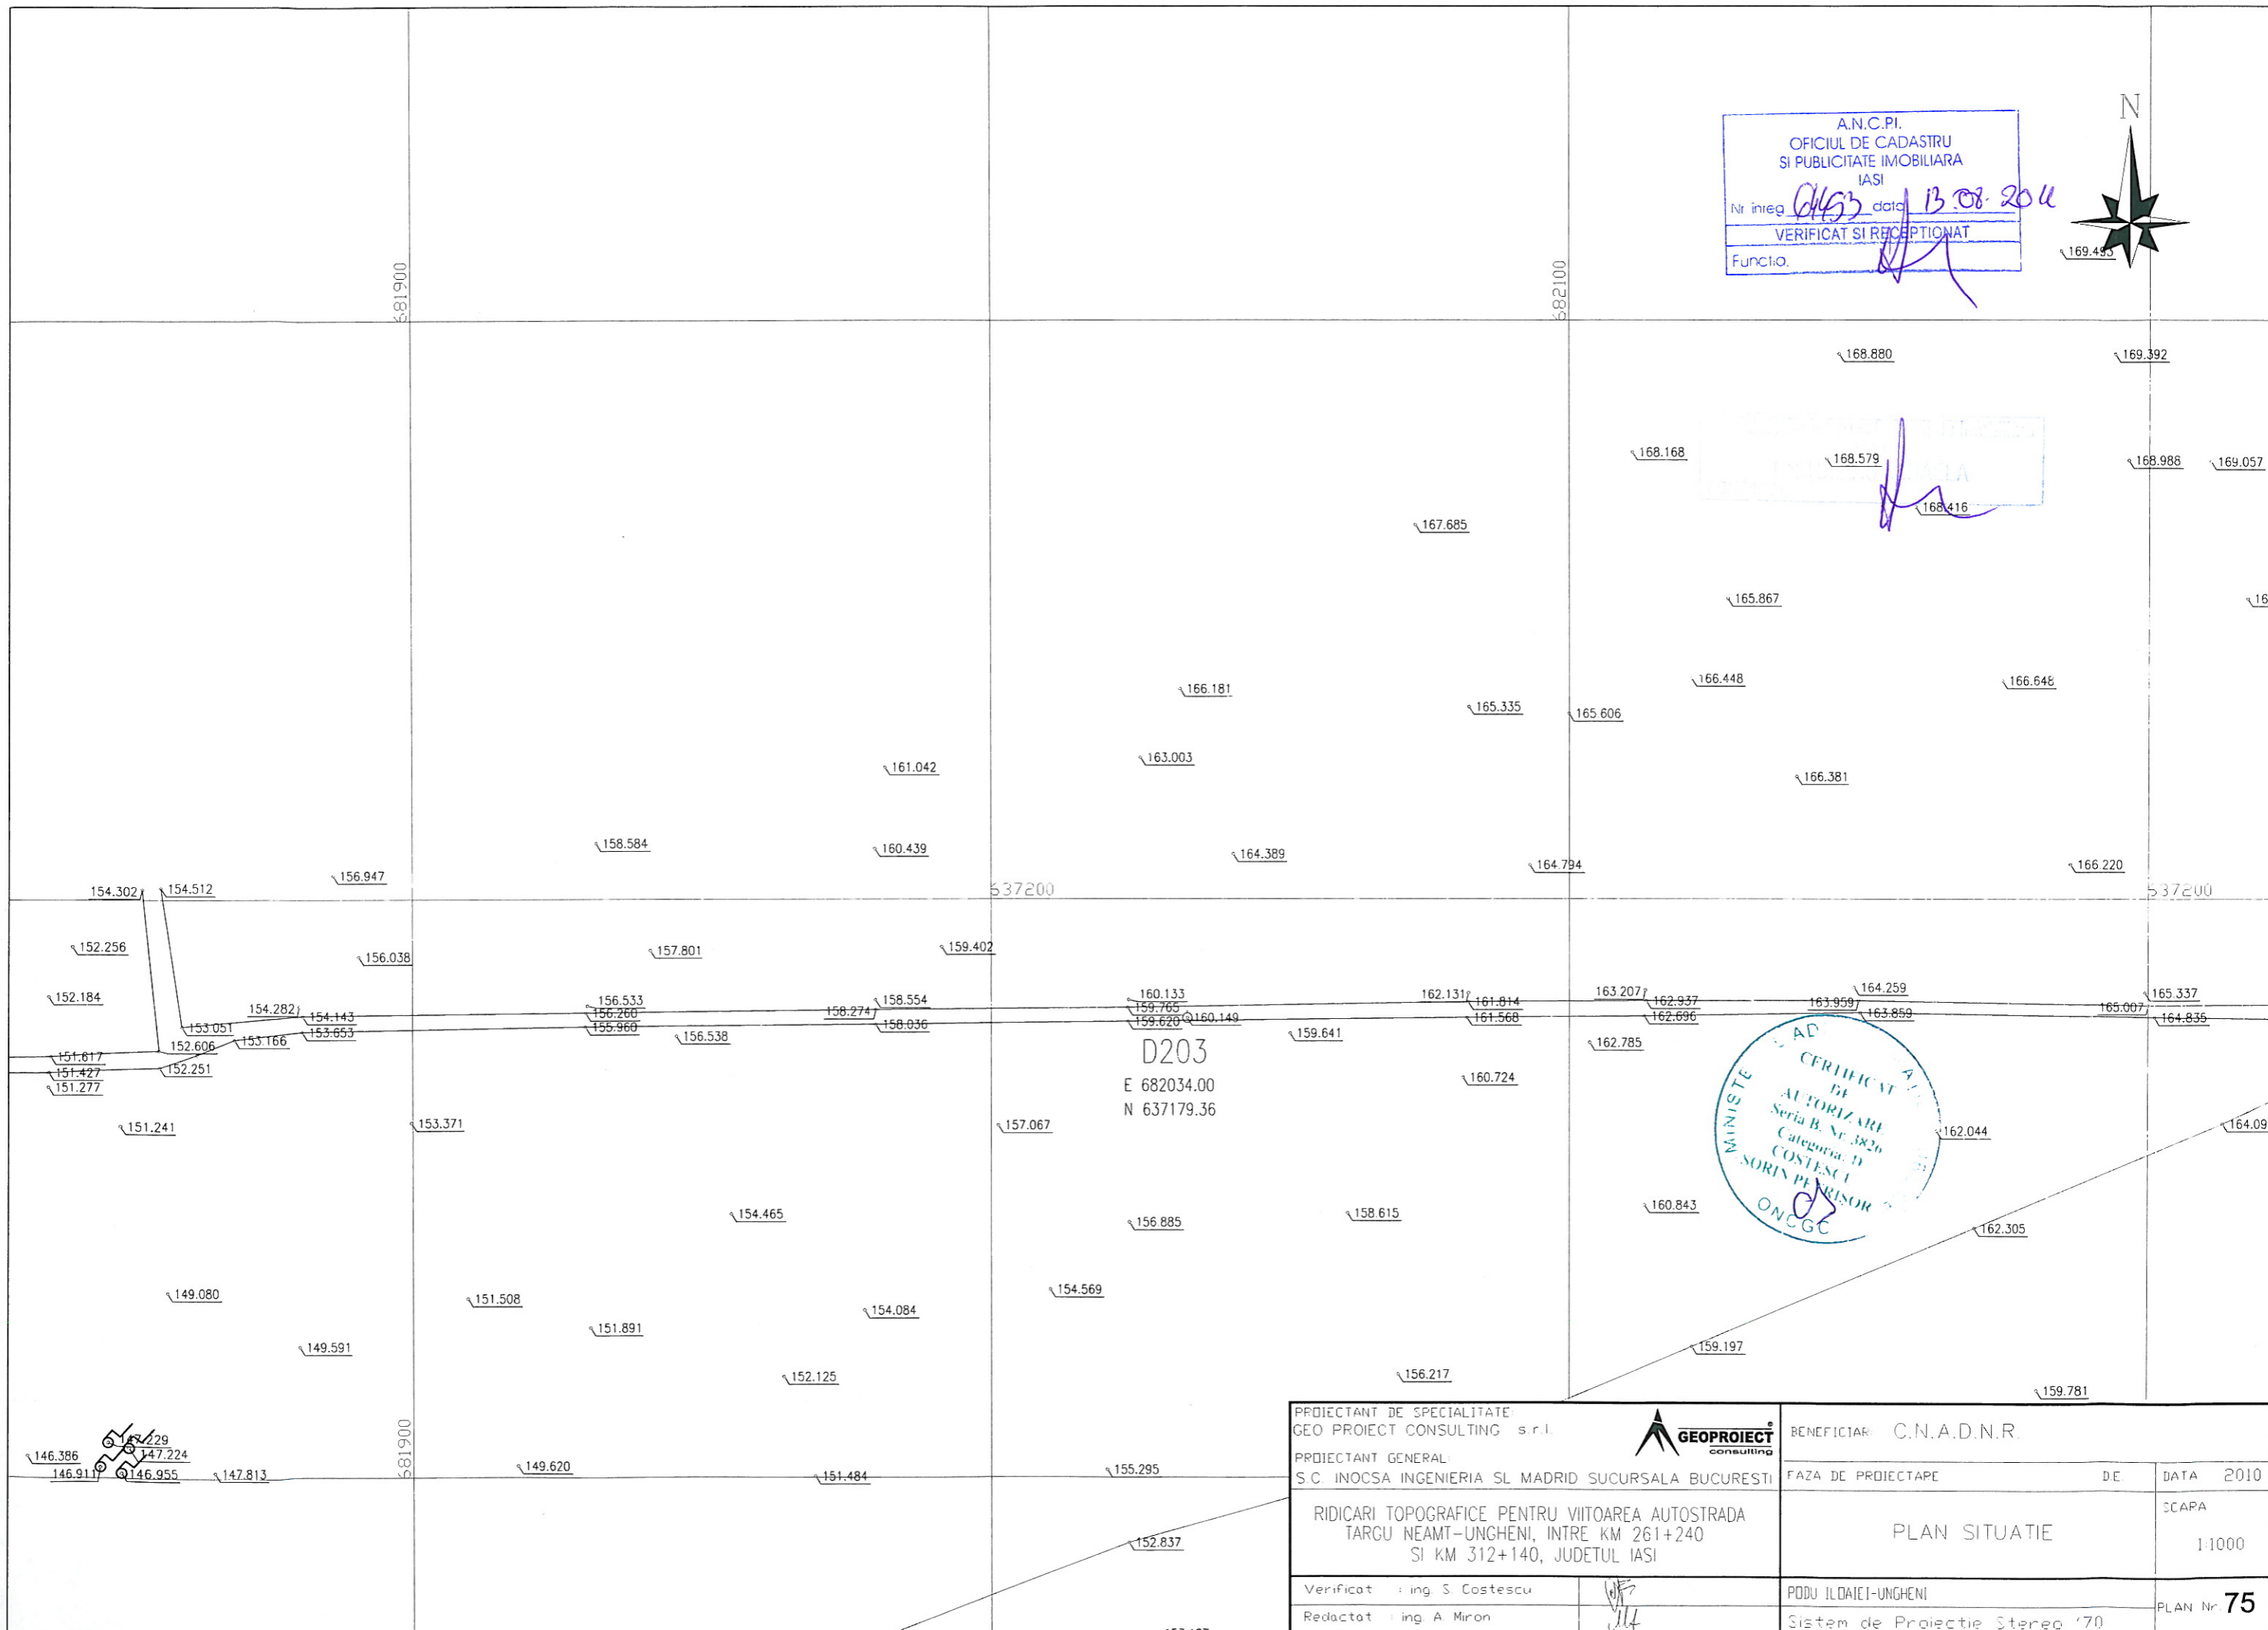 A.N.C.P.I.
OFICIUL DE CADASTRU
SI PUBLICITATE IMOBILIARA
IASI
Nr inreg data 13.08.
VERIFICAT SI RECEPTIONAT
Functia.
N
681900
682100
168.880
169.392
168.168
168.579
168.988
169.057
168.416
167.685
165.867
166.181
166.448
166.648
165.335
165.606
163.003
161.042
166.381
158.584
160.439
164.389
164.794
166.220
156.947
154.302
154.512
637200
637200
152.256
156.038
157.801
159.402
152.184
154.282
154.143
153.653
153.051
153.166
152.606
152.251
151.617
151.427
151.277
156.533
156.260
155.960
156.538
158.274
158.554
158.036
160.133
159.765
159.620
160.149
159.641
162.131
161.814
161.568
160.724
163.207
162.937
162.696
162.785
164.259
163.959
163.859
165.337
165.007
164.835
D203
E 682034.00
N 637179.36
CERTIFICAT
DE
AUTORIZARE
Seria B. Nr. 3826
Categoria: D
COSTESCU
SORIN PETRISOR
MINISTE
ONCGC
151.241
153.371
157.067
162.044
164.09
154.465
156.885
158.615
160.843
162.305
149.080
151.508
154.084
154.569
151.891
149.591
159.197
152.125
156.217
159.781
147.229
147.224
146.386
146.911
146.955
147.813
681900
149.620
151.484
155.295
152.837
PROIECTANT DE SPECIALITATE:
GEO PROIECT CONSULTING s.r.l.
GEOPROIECT
consulting
PROIECTANT GENERAL:
S.C. INOCSA INGENIERIA SL MADRID SUCURSALA BUCURESTI
BENEFICIAR: C.N.A.D.N.R.
FAZA DE PROIECTARE D.E. DATA 2010
RIDICARI TOPOGRAFICE PENTRU VIITOAREA AUTOSTRADA
TARGU NEAMT-UNGHENI, INTRE KM 261+240
SI KM 312+140, JUDETUL IASI
PLAN SITUATIE
SCARA
1:1000
Verificat : ing. S. Costescu
Redactat : ing. A. Miron
PODU ILOAIEI-UNGHENI
Sistem de Proiectie Stereo '70
PLAN Nr. 75